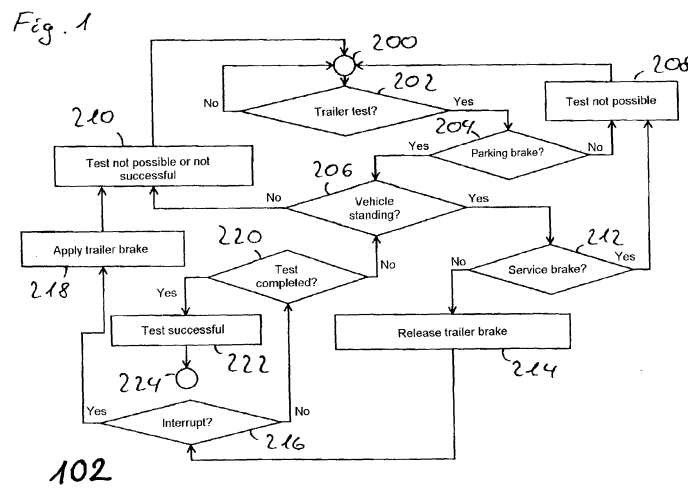 Fig. 1
200
202
208
No
Trailer test?
Yes
Test not possible
210
204
Test not possible or not
successful
Yes
Parking brake?
No
206
No
Vehicle
standing?
Yes
Apply trailer brake
220
212
218
Test
completed?
No
No
Service brake?
Yes
Yes
Test successful
Release trailer brake
222
214
224
Yes
No
Interrupt?
216
102